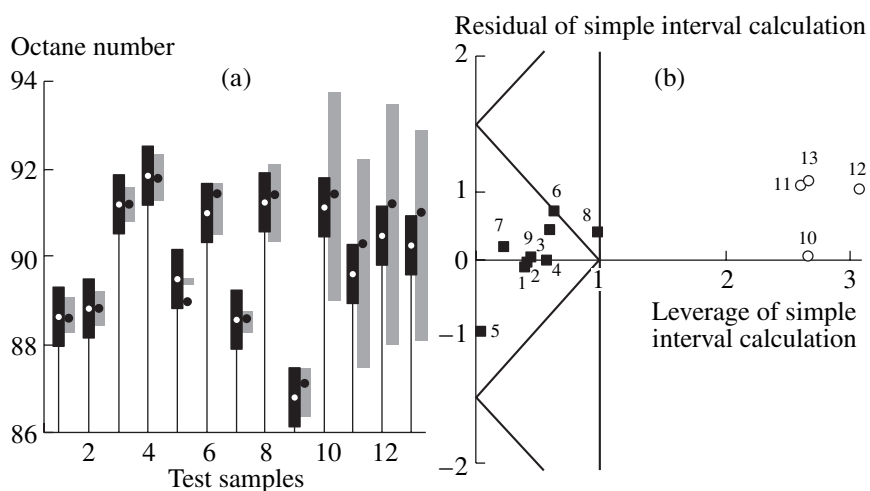 Octane number
(a)
94
92
90
88
86
2 4 6 8 10 12
Test samples
Residual of simple interval calculation
(b)
2
1
0
−1
−2
1 2 3
Leverage of simple
interval calculation
6
8
7
9
3
1 2 4
5
13
11
12
10